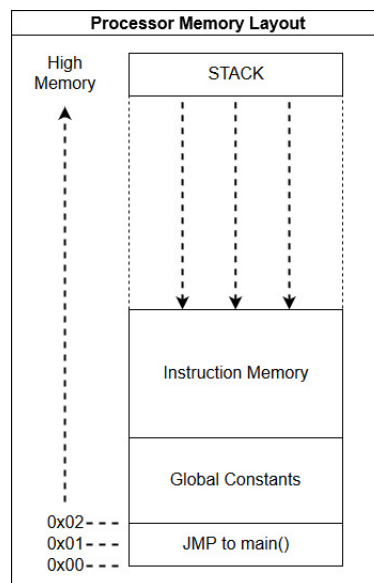 Processor Memory Layout
High
Memory
STACK
Instruction Memory
Global Constants
0x02
0x01
JMP to main()
0x00